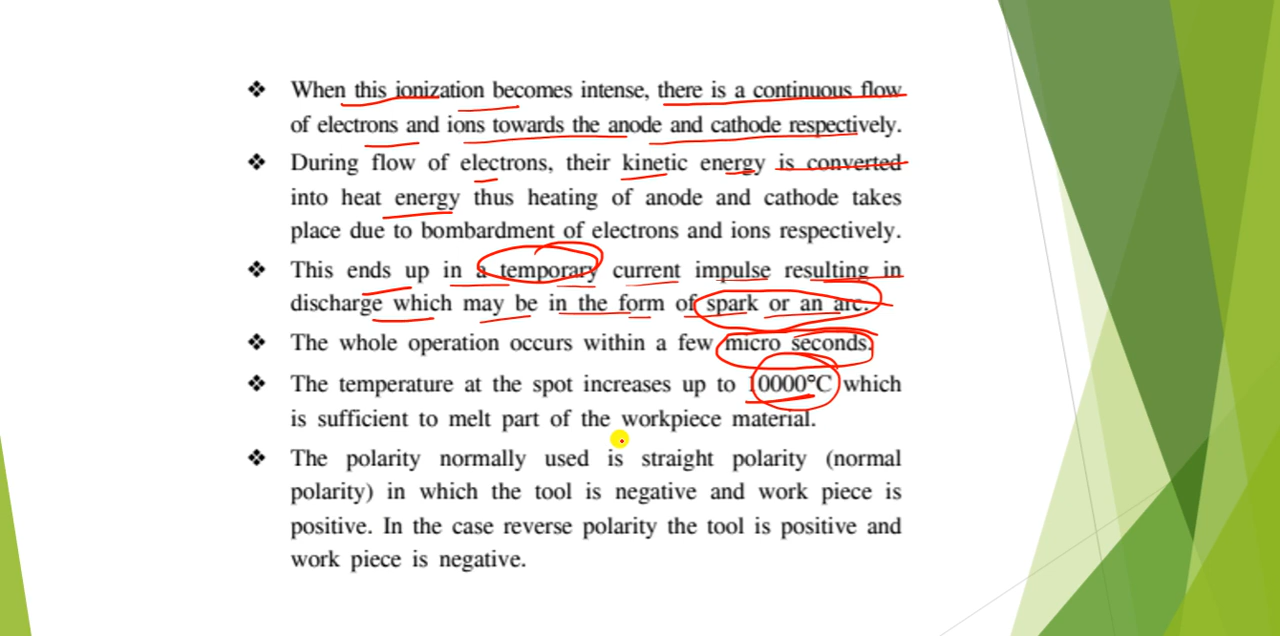 ❖ When this ionization becomes intense, there is a continuous flow
of electrons and ions towards the anode and cathode respectively.
❖ During flow of electrons, their kinetic energy is converted
into heat energy thus heating of anode and cathode takes
place due to bombardment of electrons and ions respectively.
❖ This ends up in a temporary current impulse resulting in
discharge which may be in the form of spark or an arc.
❖ The whole operation occurs within a few micro seconds.
❖ The temperature at the spot increases up to 10000°C which
is sufficient to melt part of the workpiece material.
❖ The polarity normally used is straight polarity (normal
polarity) in which the tool is negative and work piece is
positive. In the case reverse polarity the tool is positive and
work piece is negative.